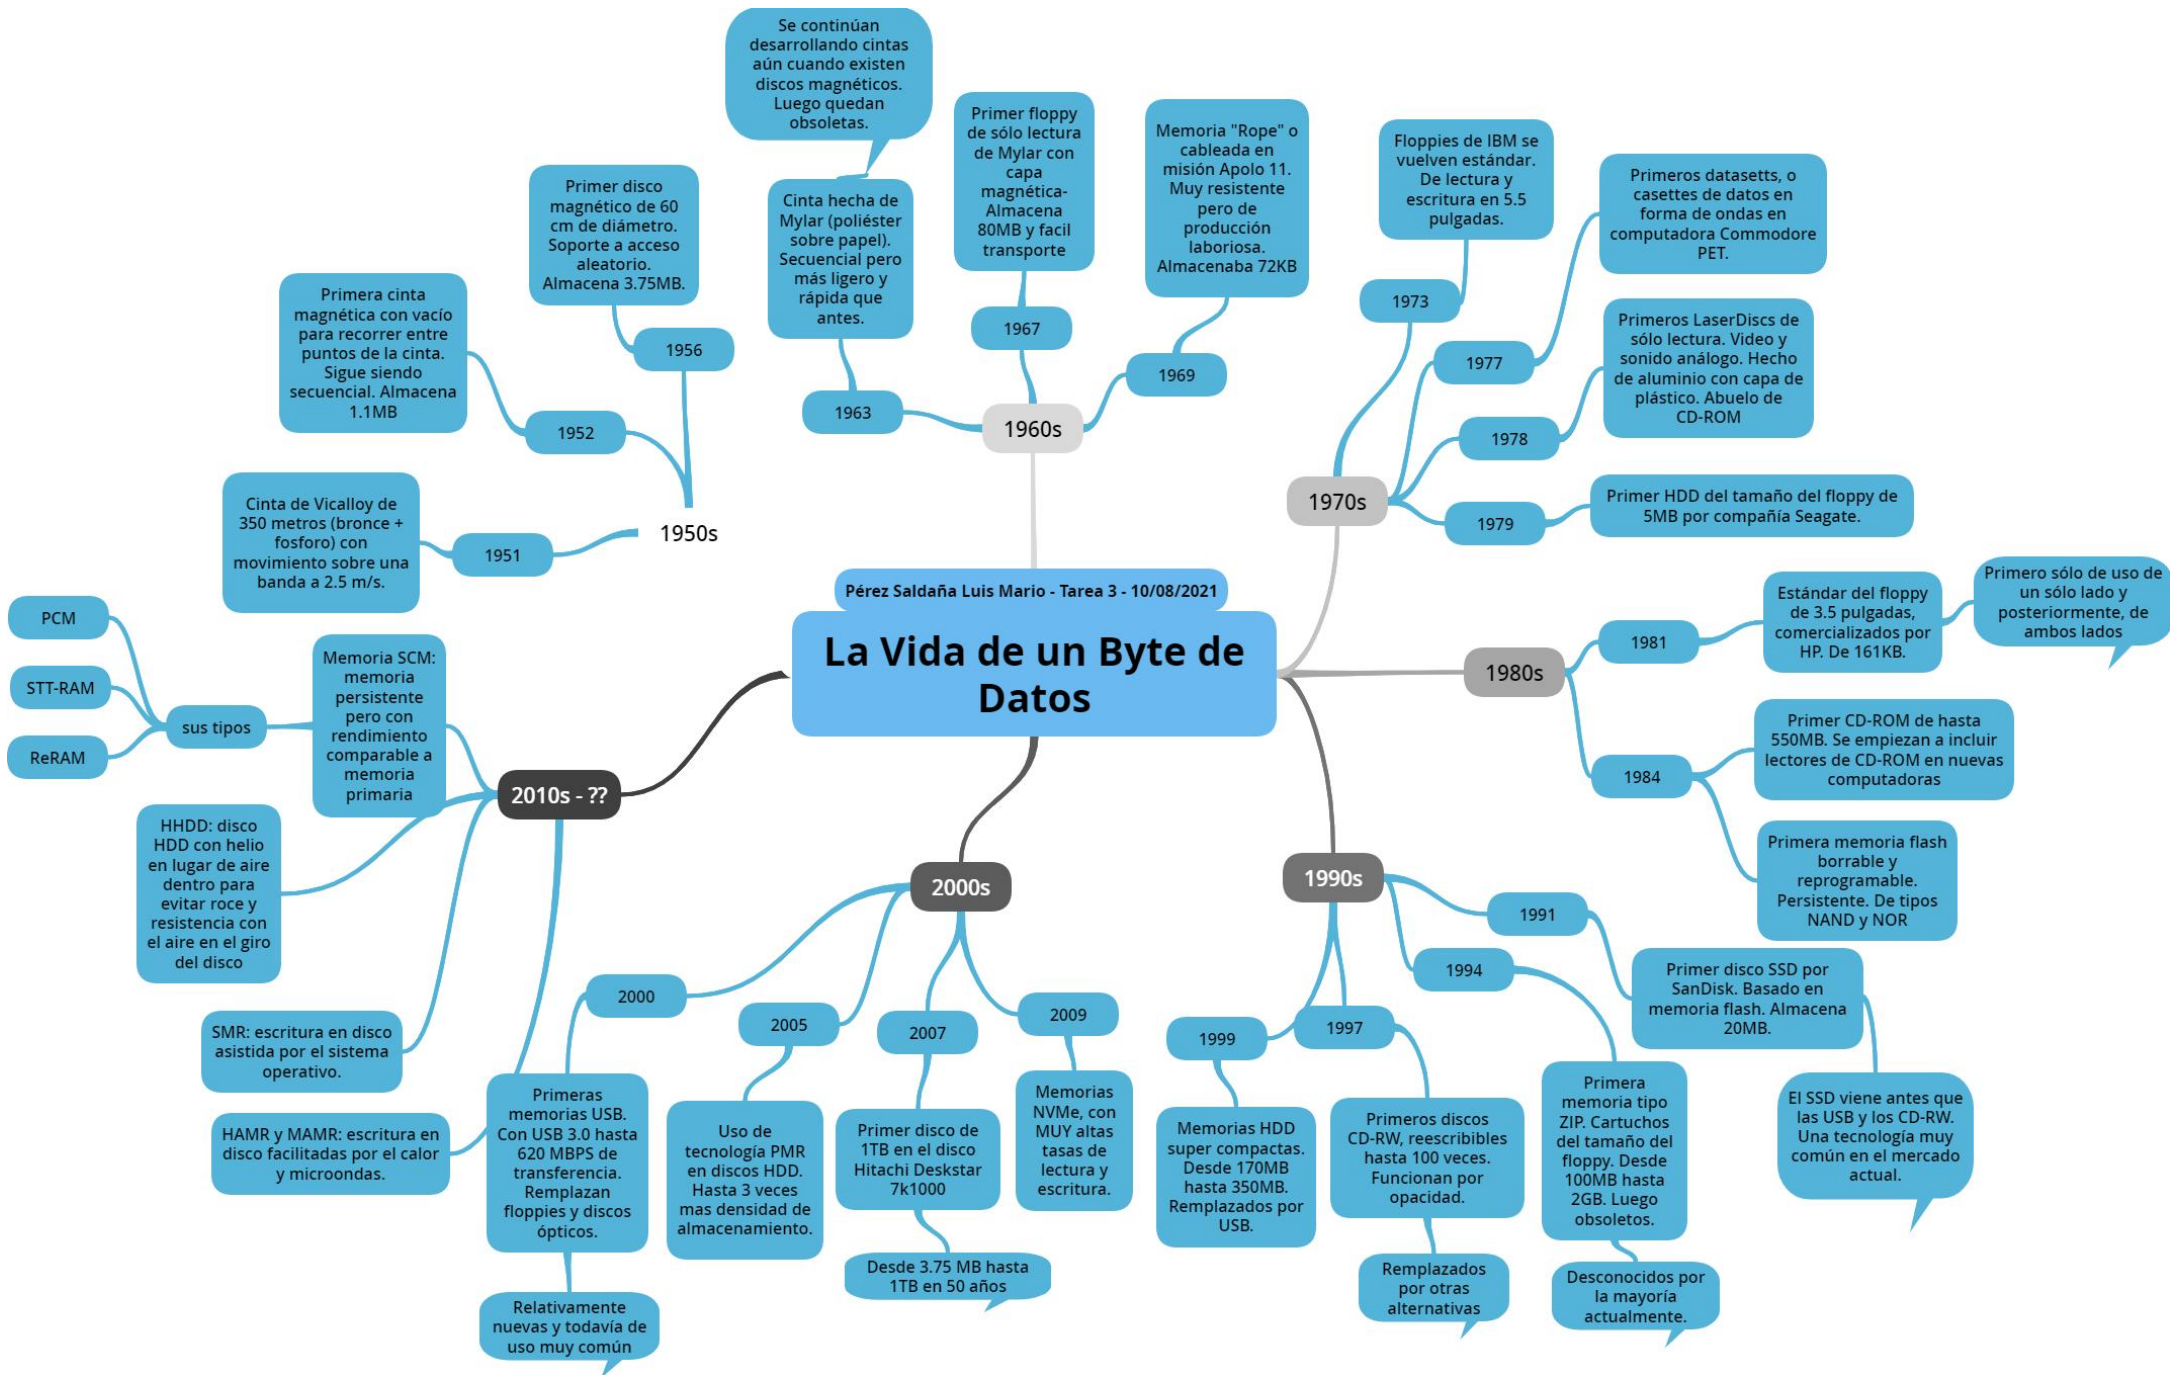 Pérez Saldaña Luis Mario - Tarea 3 - 10/08/2021
La Vida de un Byte de
Datos
1950s
1951
Cinta de Vicalloy de
350 metros (bronce +
fosforo) con
movimiento sobre una
banda a 2.5 m/s.
1952
Primera cinta
magnética con vacío
para recorrer entre
puntos de la cinta.
Sigue siendo
secuencial. Almacena
1.1MB
1956
Primer disco
magnético de 60
cm de diámetro.
Soporte a acceso
aleatorio.
Almacena 3.75MB.
1960s
1963
Cinta hecha de
Mylar (poliéster
sobre papel).
Secuencial pero
más ligero y
rápida que
antes.
Se continúan
desarrollando cintas
aún cuando existen
discos magnéticos.
Luego quedan
obsoletas.
1967
Primer floppy
de sólo lectura
de Mylar con
capa
magnética-
Almacena
80MB y facil
transporte
1969
Memoria "Rope" o
cableada en
misión Apolo 11.
Muy resistente
pero de
producción
laboriosa.
Almacenaba 72KB
1970s
1973
Floppies de IBM se
vuelven estándar.
De lectura y
escritura en 5.5
pulgadas.
1977
Primeros datasetts, o
casettes de datos en
forma de ondas en
computadora Commodore
PET.
1978
Primeros LaserDiscs de
sólo lectura. Video y
sonido análogo. Hecho
de aluminio con capa de
plástico. Abuelo de
CD-ROM
1979
Primer HDD del tamaño del floppy de
5MB por compañía Seagate.
1980s
1981
Estándar del floppy
de 3.5 pulgadas,
comercializados por
HP. De 161KB.
Primero sólo de uso de
un sólo lado y
posteriormente, de
ambos lados
1984
Primer CD-ROM de hasta
550MB. Se empiezan a incluir
lectores de CD-ROM en nuevas
computadoras
Primera memoria flash
borrable y
reprogramable.
Persistente. De tipos
NAND y NOR
1990s
1991
Primer disco SSD por
SanDisk. Basado en
memoria flash. Almacena
20MB.
El SSD viene antes que
las USB y los CD-RW.
Una tecnología muy
común en el mercado
actual.
1994
Primera
memoria tipo
ZIP. Cartuchos
del tamaño del
floppy. Desde
100MB hasta
2GB. Luego
obsoletos.
Desconocidos por
la mayoría
actualmente.
1997
Primeros discos
CD-RW, reescribibles
hasta 100 veces.
Funcionan por
opacidad.
Remplazados
por otras
alternativas
1999
Memorias HDD
super compactas.
Desde 170MB
hasta 350MB.
Remplazados por
USB.
2000s
2000
Primeras
memorias USB.
Con USB 3.0 hasta
620 MBPS de
transferencia.
Remplazan
floppies y discos
ópticos.
Relativamente
nuevas y todavía de
uso muy común
2005
Uso de
tecnología PMR
en discos HDD.
Hasta 3 veces
mas densidad de
almacenamiento.
2007
Primer disco de
1TB en el disco
Hitachi Deskstar
7k1000
Desde 3.75 MB hasta
1TB en 50 años
2009
Memorias
NVMe, con
MUY altas
tasas de
lectura y
escritura.
2010s - ??
Memoria SCM:
memoria
persistente
pero con
rendimiento
comparable a
memoria
primaria
sus tipos
PCM
STT-RAM
ReRAM
HHDD: disco
HDD con helio
en lugar de aire
dentro para
evitar roce y
resistencia con
el aire en el giro
del disco
SMR: escritura en disco
asistida por el sistema
operativo.
HAMR y MAMR: escritura en
disco facilitadas por el calor
y microondas.